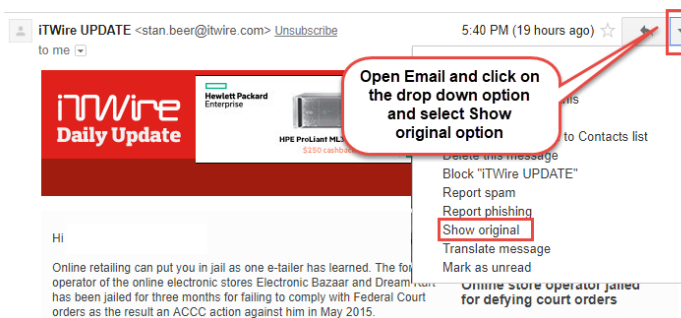 iTWire UPDATE <stan.beer@itwire.com> Unsubscribe
5:40 PM (19 hours ago)
to me
Open Email and click on
the drop down option
and select Show
original option
iTWire
Daily Update
Hewlett Packard
Enterprise
HPE ProLiant
$250
to Contacts list
Delete this message
Block "iTWire UPDATE"
Report spam
Report phishing
Show original
Translate message
Mark as unread
Hi
Online retailing can put you in jail as one e-tailer has learned. The
operator of the online electronic stores Electronic Bazaar and Dream
has been jailed for three months for failing to comply with Federal Court
orders as the result an ACCC action against him in May 2015.
Online store operator jailed
for defying court orders